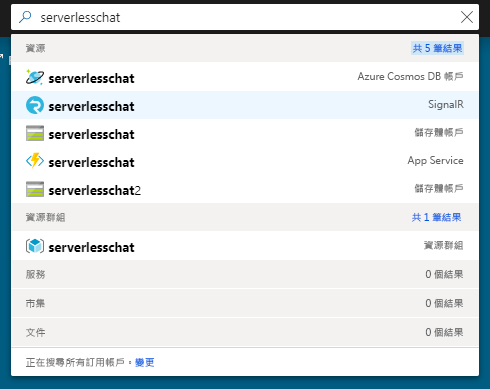 serverlesschat
資源 共 5 筆結果
serverlesschat Azure Cosmos DB 帳戶
serverlesschat SignalR
serverlesschat 儲存體帳戶
serverlesschat App Service
serverlesschat2 儲存體帳戶
資源群組 共 1 筆結果
serverlesschat 資源群組
服務 0 個結果
市集 0 個結果
文件 0 個結果
正在搜尋所有訂用帳戶。變更